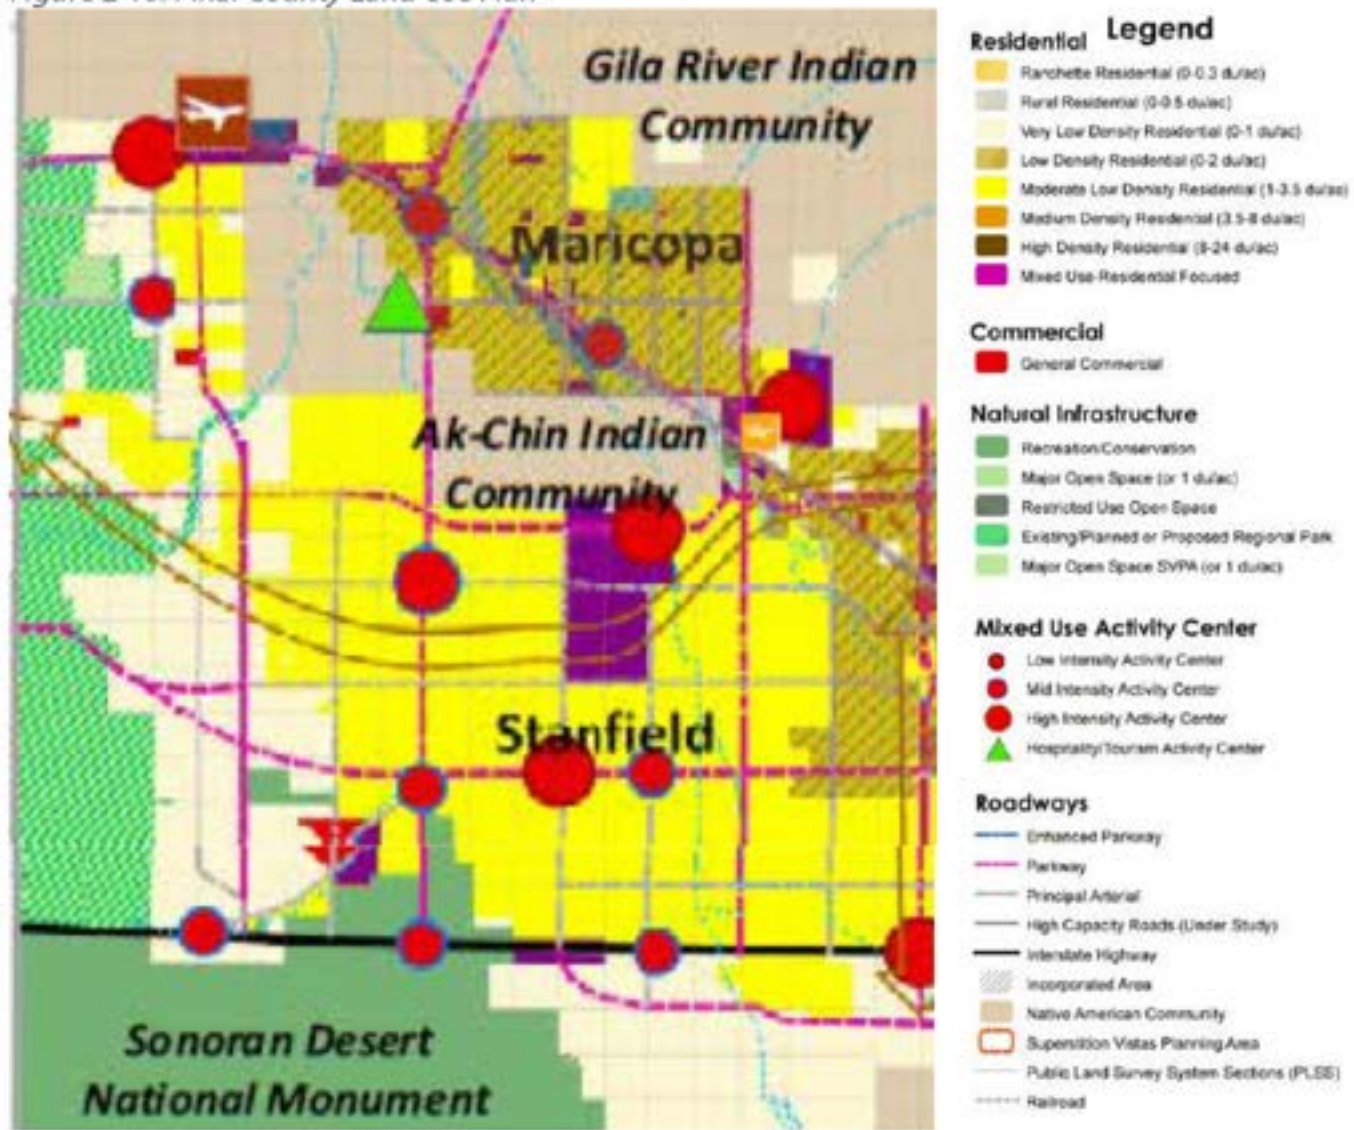 Gila River Indian
Community
Maricopa
Ak-Chin Indian
Community
Stanfield
Sonoran Desert
National Monument
Legend
Residential
Ranchette Residential (0-0.3 du/ac)
Rural Residential (0-0.5 du/ac)
Very Low Density Residential (0-1 du/ac)
Low Density Residential (0-2 du/ac)
Moderate Low Density Residential (1-3.5 du/ac)
Medium Density Residential (3.5-8 du/ac)
High Density Residential (8-24 du/ac)
Mixed Use-Residential Focused
Commercial
General Commercial
Natural Infrastructure
Recreation/Conservation
Major Open Space (or 1 du/ac)
Restricted Use Open Space
Existing/Planned or Proposed Regional Park
Major Open Space SVPA (or 1 du/ac)
Mixed Use Activity Center
Low Intensity Activity Center
Mid Intensity Activity Center
High Intensity Activity Center
Hospitality/Tourism Activity Center
Roadways
Enhanced Parkway
Parkway
Principal Arterial
High Capacity Roads (Under Study)
Interstate Highway
Incorporated Area
Native American Community
Superstition Vistas Planning Area
Public Land Survey System Sections (PLSS)
Railroad